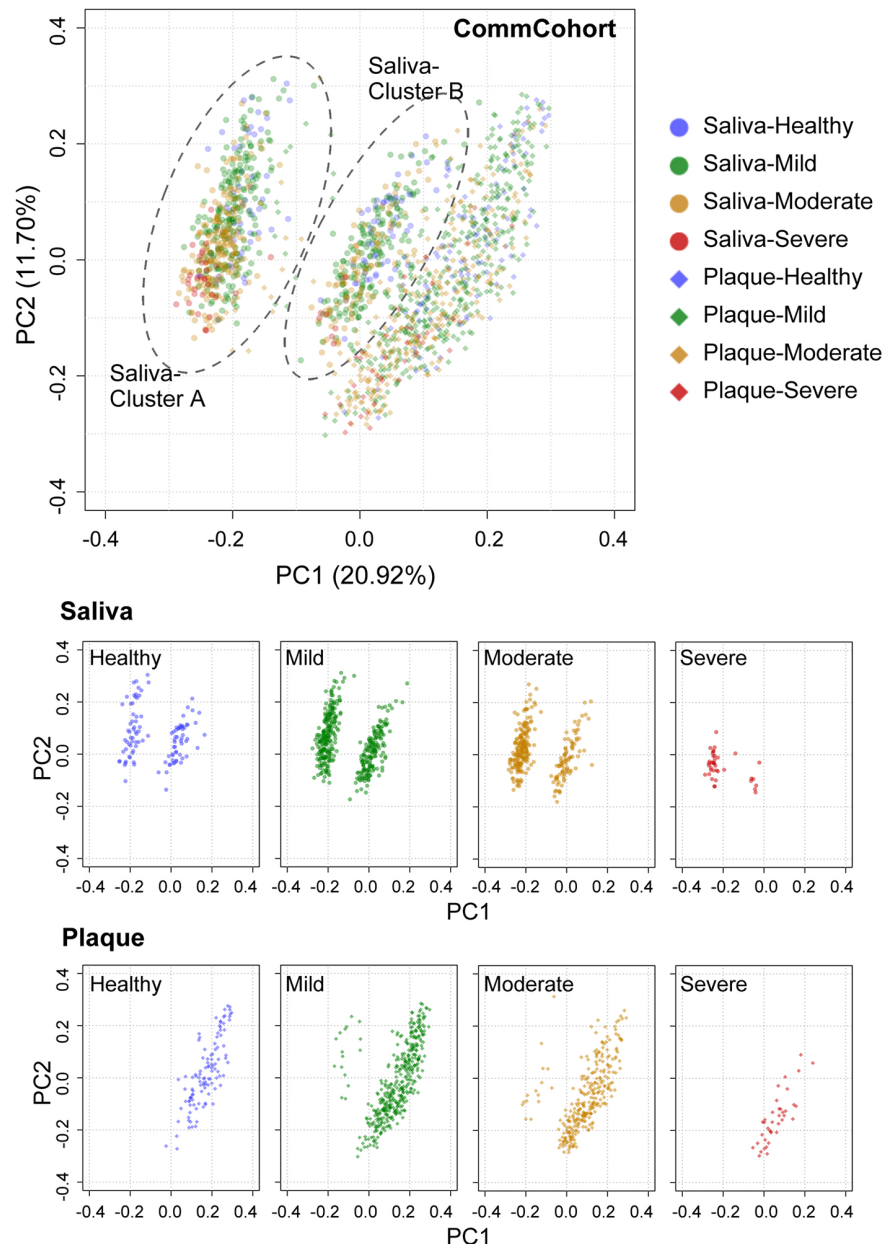 CommCohort
Saliva-
Cluster B
Saliva-
Cluster A
0.4
0.2
0.0
-0.2
-0.4
PC2 (11.70%)
-0.4 -0.2 0.0 0.2 0.4
PC1 (20.92%)
Saliva-Healthy
Saliva-Mild
Saliva-Moderate
Saliva-Severe
Plaque-Healthy
Plaque-Mild
Plaque-Moderate
Plaque-Severe
Saliva
Healthy Mild Moderate Severe
0.4
0.2
0.0
-0.2
-0.4
PC2
-0.4 -0.2 0.0 0.2 0.4 -0.4 -0.2 0.0 0.2 0.4 -0.4 -0.2 0.0 0.2 0.4 -0.4 -0.2 0.0 0.2 0.4
PC1
Plaque
Healthy Mild Moderate Severe
0.4
0.2
0.0
-0.2
-0.4
PC2
-0.4 -0.2 0.0 0.2 0.4 -0.4 -0.2 0.0 0.2 0.4 -0.4 -0.2 0.0 0.2 0.4 -0.4 -0.2 0.0 0.2 0.4
PC1